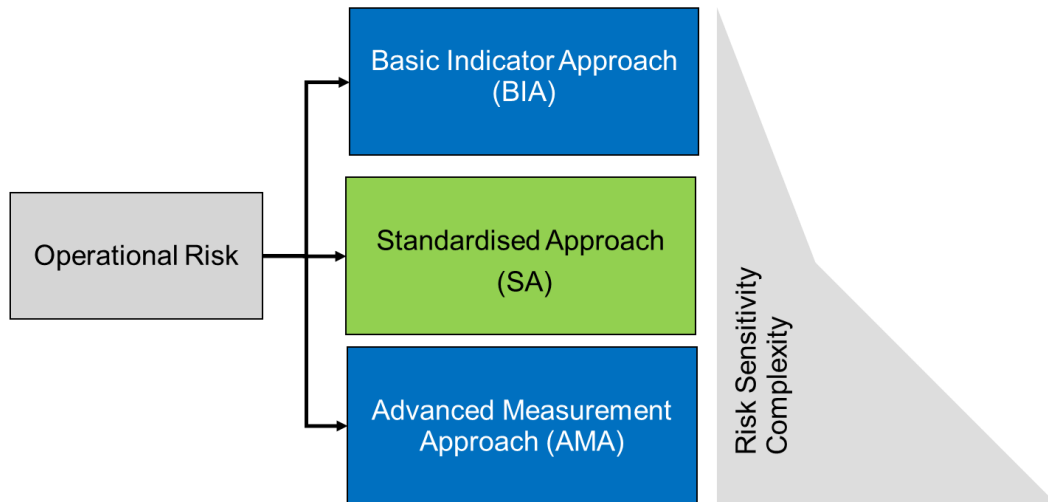 Basic Indicator Approach
(BIA)
Operational Risk
Standardised Approach
(SA)
Advanced Measurement
Approach (AMA)
Risk Sensitivity
Complexity